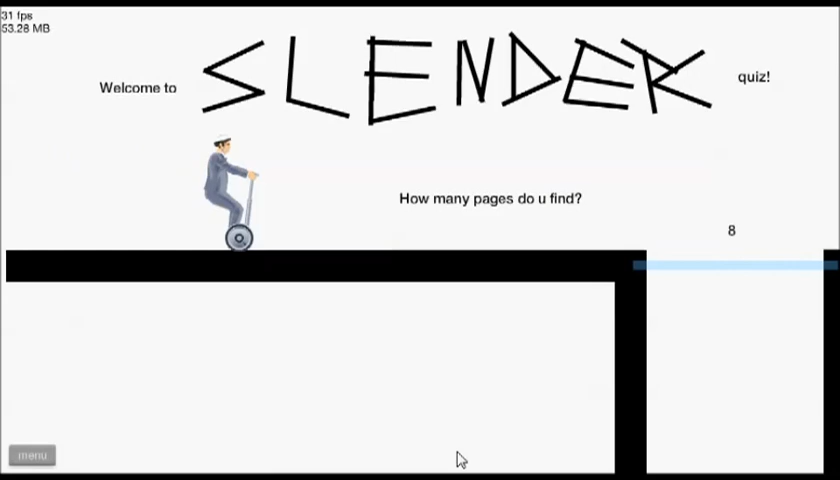 31 fps
53.28 MB
Welcome to SLENDER quiz!
How many pages do u find?
8
menu